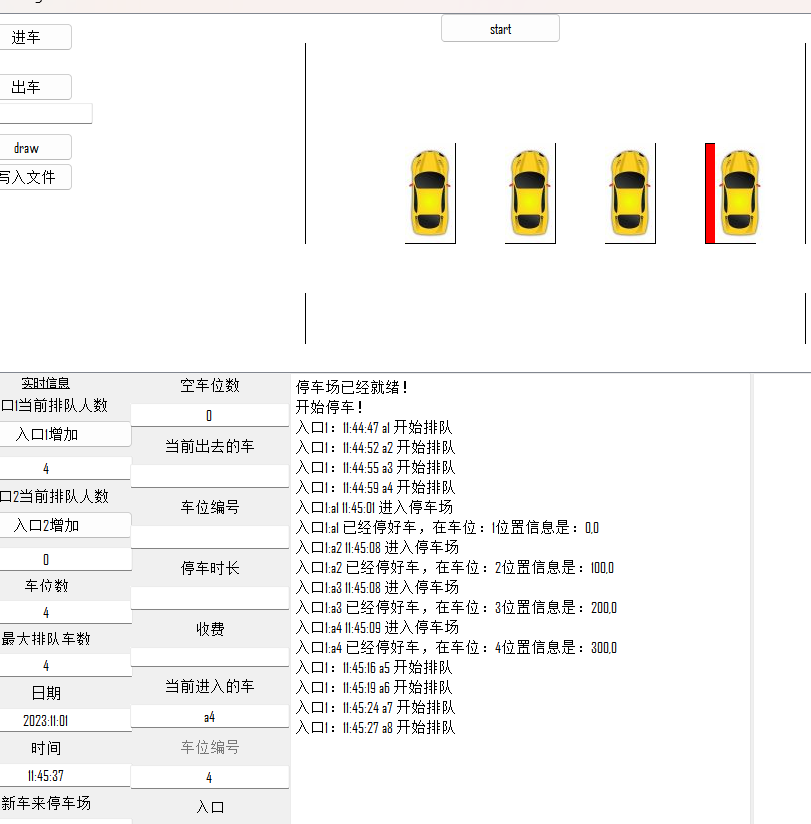 进车
start
出车
draw
写入文件
实时信息
口1当前排队人数
入口1增加
4
口2当前排队人数
入口2增加
0
车位数
4
最大排队车数
4
日期
2023:11:01
时间
11:45:37
新车来停车场
空车位数
0
当前出去的车
车位编号
停车时长
收费
当前进入的车
a4
车位编号
4
入口
停车场已经就绪！
开始停车！
入口1：11:44:47 a1 开始排队
入口1：11:44:52 a2 开始排队
入口1：11:44:55 a3 开始排队
入口1：11:44:59 a4 开始排队
入口1:a1 11:45:01 进入停车场
入口1:a1 已经停好车，在车位：1位置信息是：0,0
入口1:a2 11:45:08 进入停车场
入口1:a2 已经停好车，在车位：2位置信息是：100,0
入口1:a3 11:45:08 进入停车场
入口1:a3 已经停好车，在车位：3位置信息是：200,0
入口1:a4 11:45:09 进入停车场
入口1:a4 已经停好车，在车位：4位置信息是：300,0
入口1：11:45:16 a5 开始排队
入口1：11:45:19 a6 开始排队
入口1：11:45:24 a7 开始排队
入口1：11:45:27 a8 开始排队